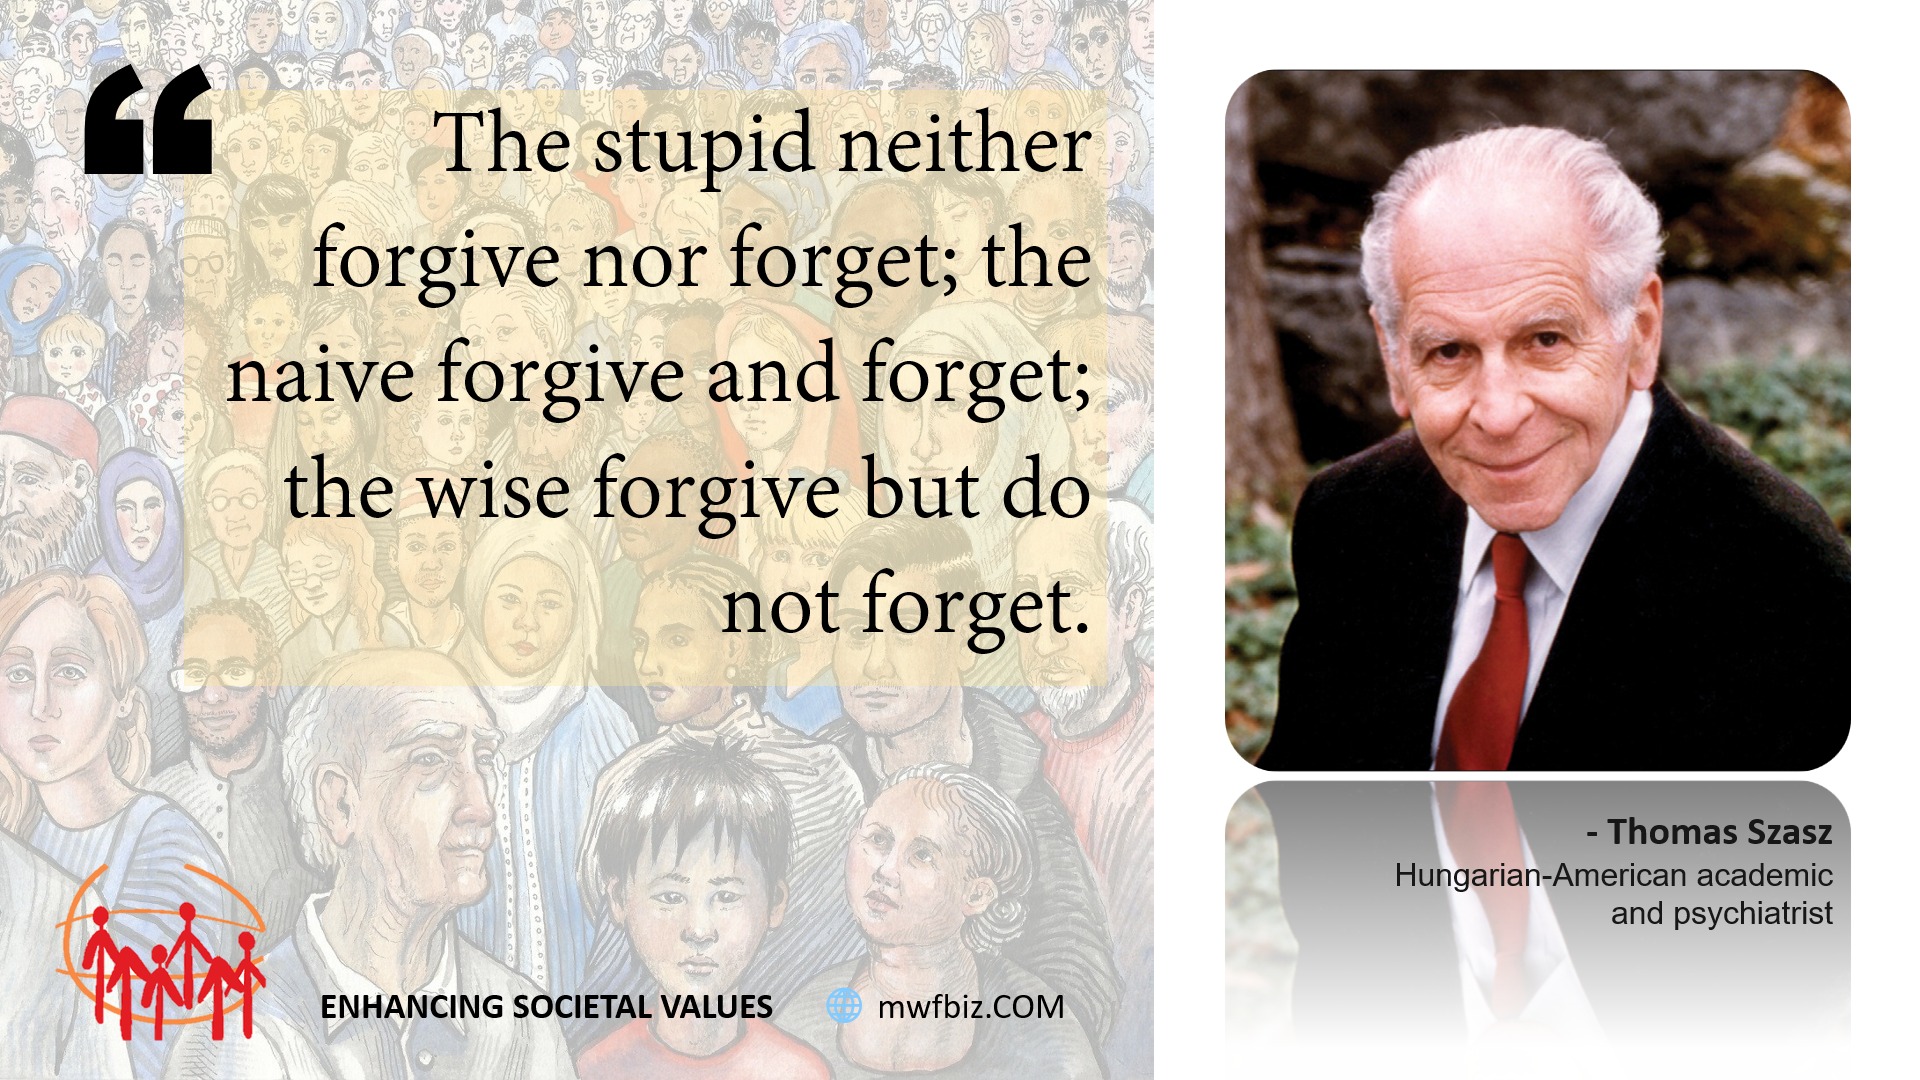 “
The stupid neither
forgive nor forget; the
naive forgive and forget;
the wise forgive but do
not forget.
- Thomas Szasz
Hungarian-American academic
and psychiatrist
ENHANCING SOCIETAL VALUES
mwfbiz.COM